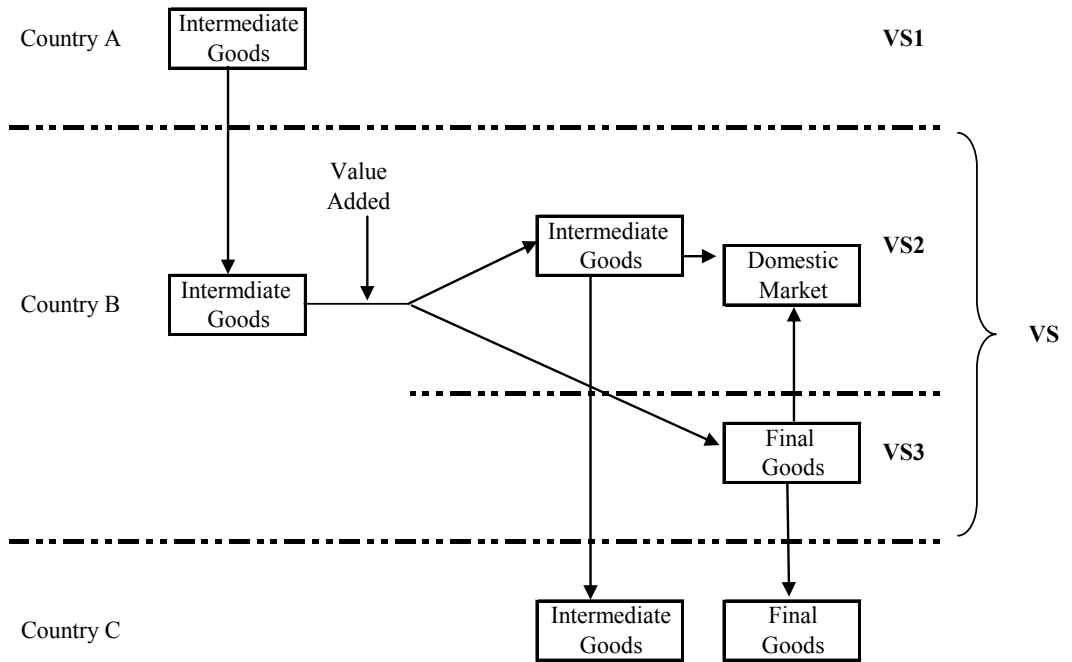 Country A
Intermediate
Goods
VS1
Value
Added
Country B
Intermdiate
Goods
Intermediate
Goods
Domestic
Market
VS2
VS
Final
Goods
VS3
Country C
Intermediate
Goods
Final
Goods